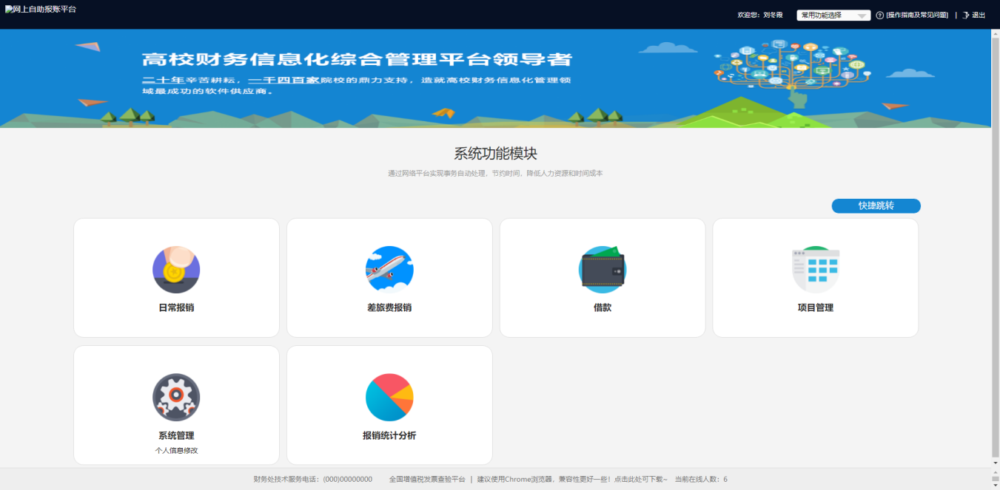 网上自助报账平台
欢迎您：刘冬霞 常用功能选择 [操作指南及常见问题] | 退出
高校财务信息化综合管理平台领导者
二十年辛苦耕耘，一千四百家院校的鼎力支持，造就高校财务信息化管理领
域最成功的软件供应商。
系统功能模块
通过网络平台实现事务自动处理，节约时间，降低人力资源和时间成本
快捷跳转
日常报销 差旅费报销 借款 项目管理
系统管理 报销统计分析
个人信息修改
财务处技术服务电话：(000)00000000 全国增值税发票查验平台 | 建议使用Chrome浏览器，兼容性更好一些！点击此处可下载~ 当前在线人数：6